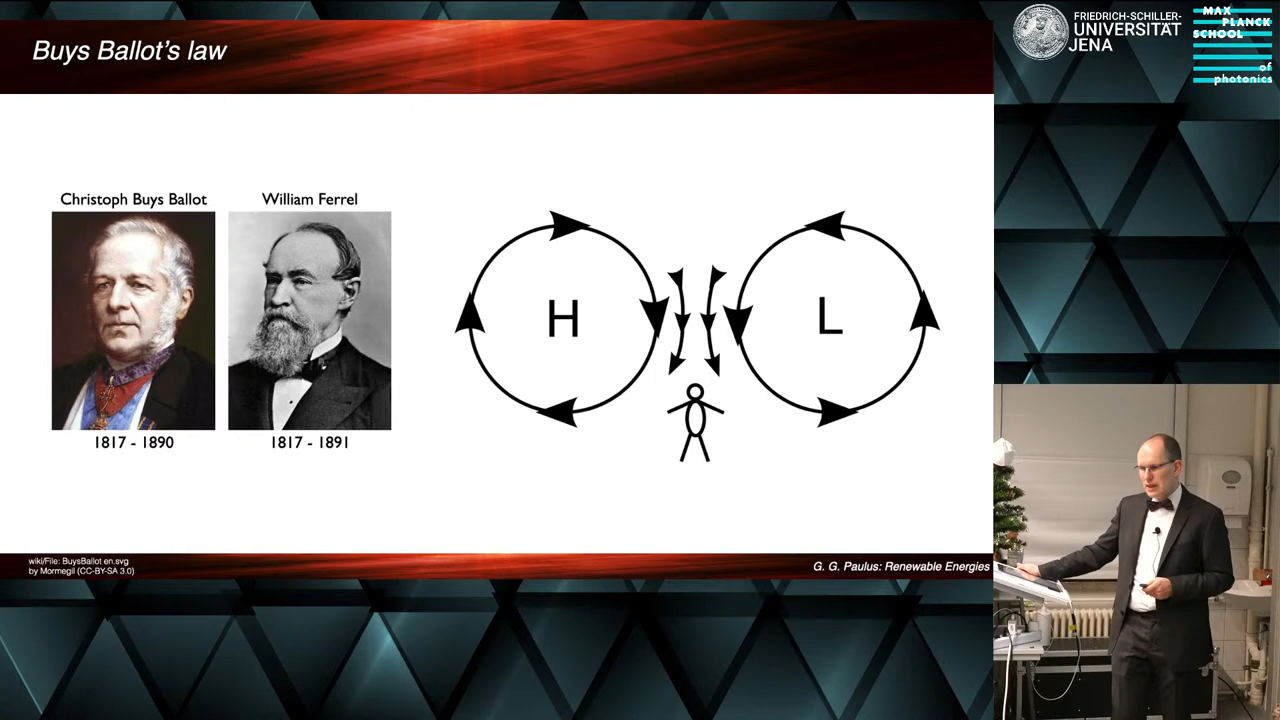 Buys Ballot's law
FRIEDRICH-SCHILLER-
UNIVERSITÄT
JENA
MAX
PLANCK
SCHOOL
of
photonics
Christoph Buys Ballot
William Ferrel
H
L
1817 - 1890
1817 - 1891
wiki/File: BuysBallot en.svg
by Mormegil (CC-BY-SA 3.0)
G. G. Paulus: Renewable Energies